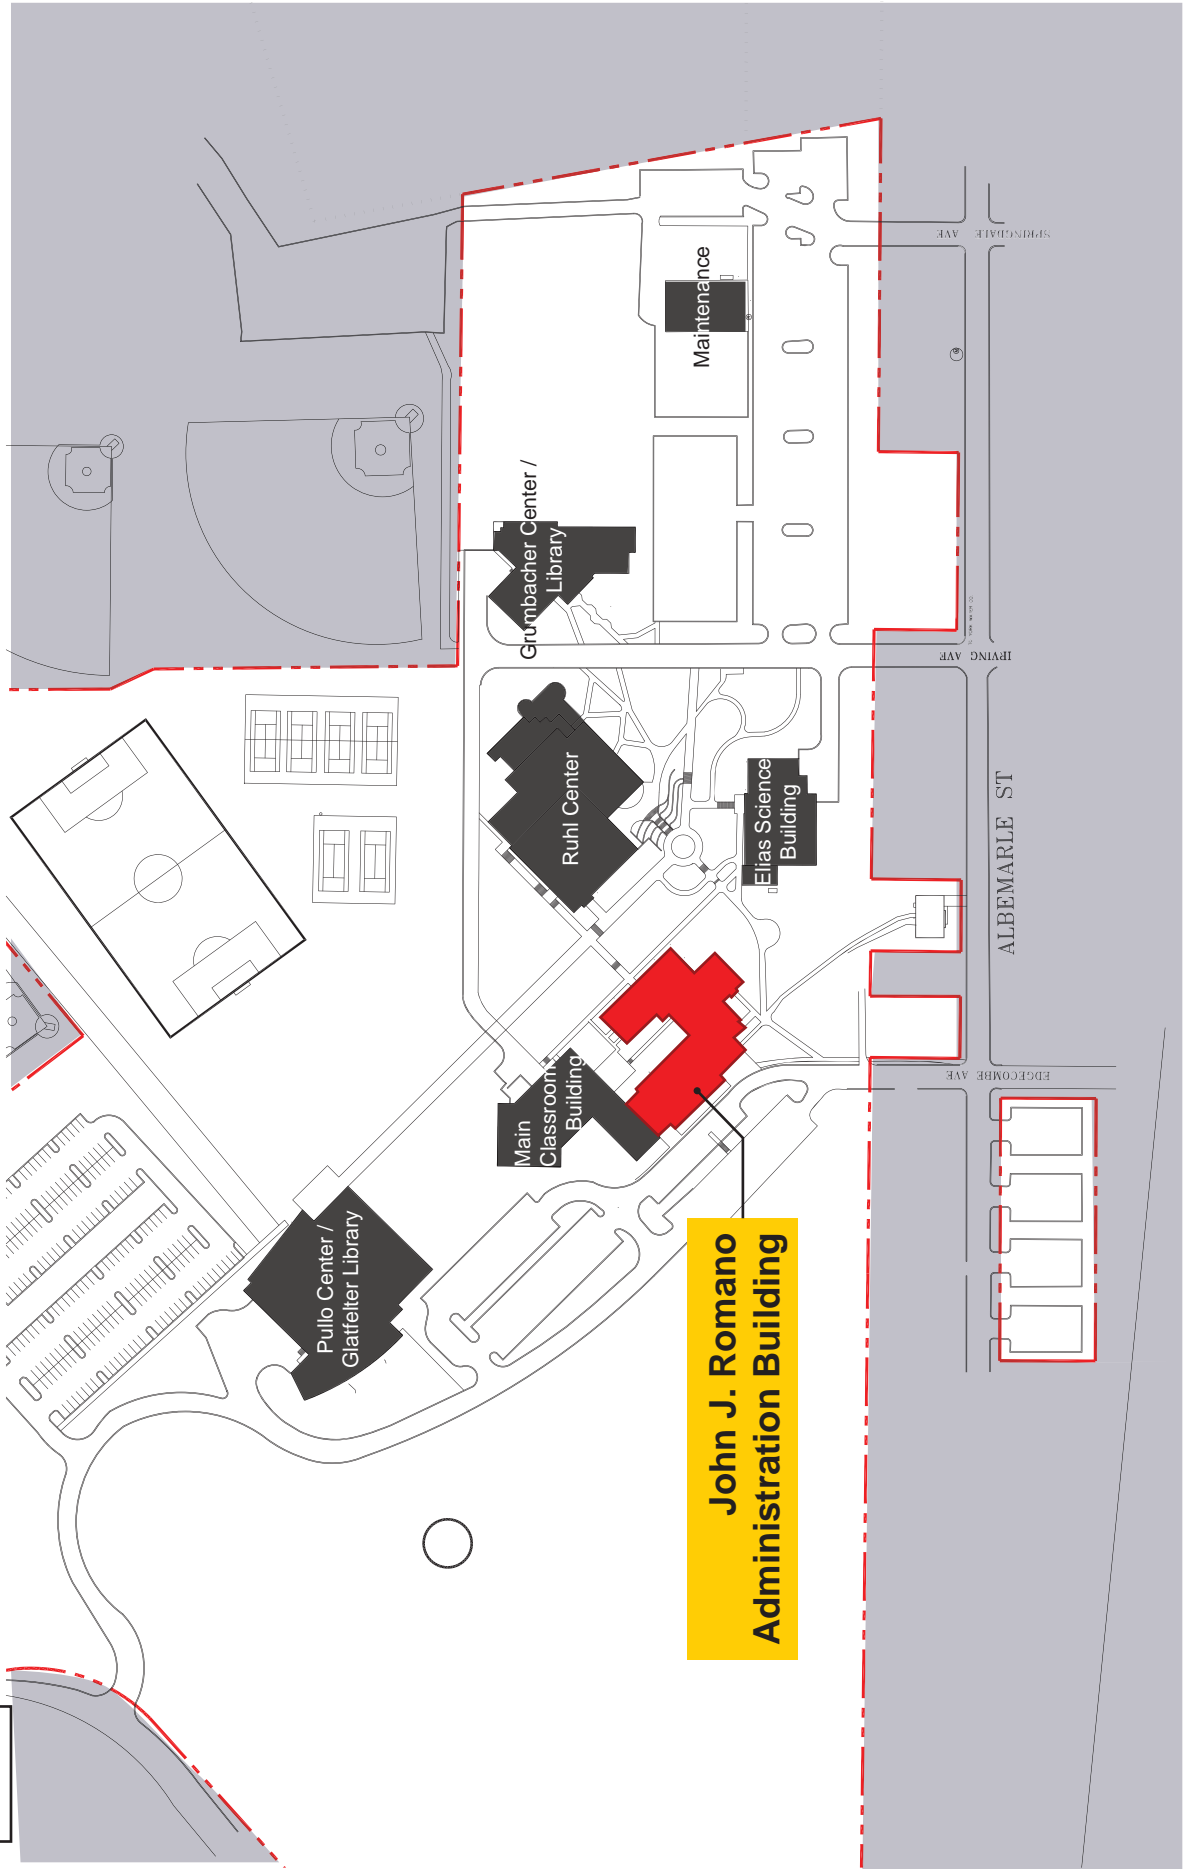 Pullo Center /
Glatfelter Library
Main
Classroom
Building
Ruhl Center
Grumbacher Center /
Library
Maintenance
Elias Science
Building
John J. Romano
Administration Building
EDGECOMBE AVE
ALBEMARLE ST
IRVING AVE
SPRINGDALE AVE